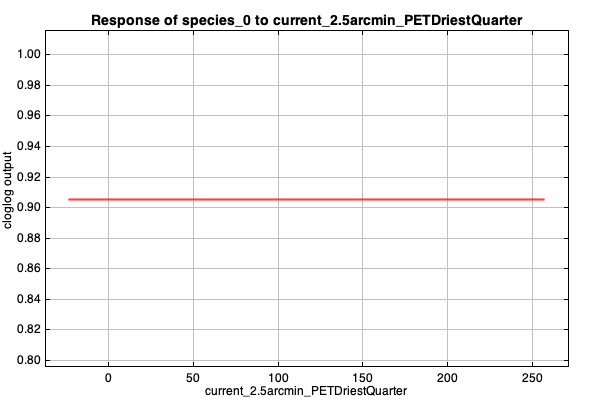 Response of species_0 to current_2.5arcmin_PETDriestQuarter
1.00
0.98
0.96
0.94
0.92
0.90
0.88
0.86
0.84
0.82
0.80
cloglog output
0 50 100 150 200 250
current_2.5arcmin_PETDriestQuarter